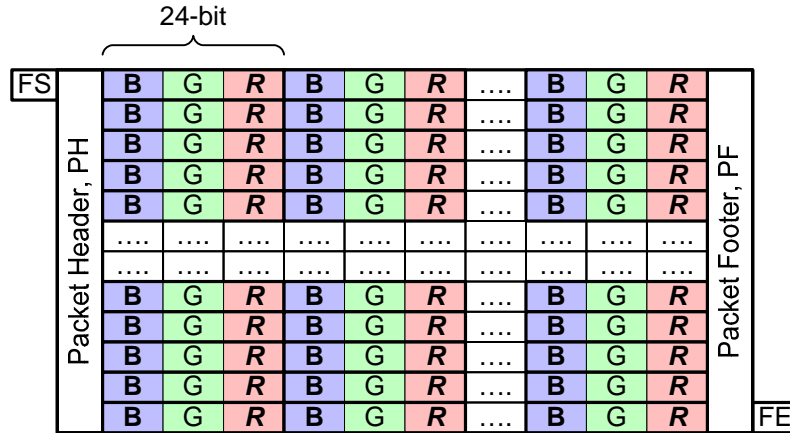 24-bit
FS B G R B G R .... B G R
B G R B G R .... B G R
B G R B G R .... B G R
B G R B G R .... B G R
B G R B G R .... B G R
.... .... .... .... .... .... .... .... .... ....
.... .... .... .... .... .... .... .... .... ....
B G R B G R .... B G R
B G R B G R .... B G R
B G R B G R .... B G R
B G R B G R .... B G R
B G R B G R .... B G R FE
Packet Header, PH
Packet Footer, PF